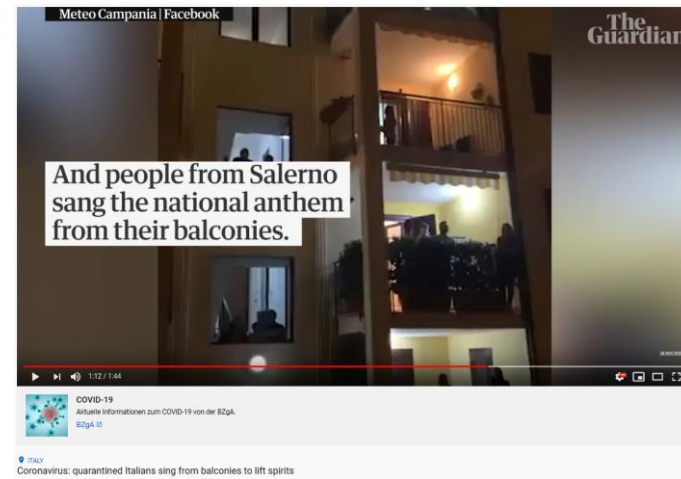 Meteo Campania | Facebook
The
Guardian
And people from Salerno
sang the national anthem
from their balconies.
SUBSCRIBE
1:12 / 1:44
COVID-19
Aktuelle Informationen zum COVID-19 von der BZgA.
BZgA
ITALY
Coronavirus: quarantined Italians sing from balconies to lift spirits